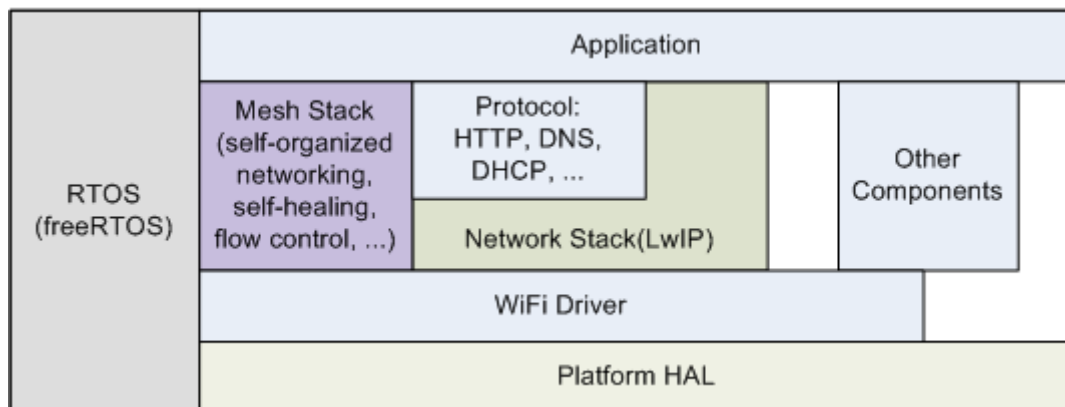 Application
RTOS
(freeRTOS)
Mesh Stack
(self-organized
networking,
self-healing,
flow control, ...)
Protocol:
HTTP, DNS,
DHCP, ...
Network Stack(LwIP)
Other
Components
WiFi Driver
Platform HAL